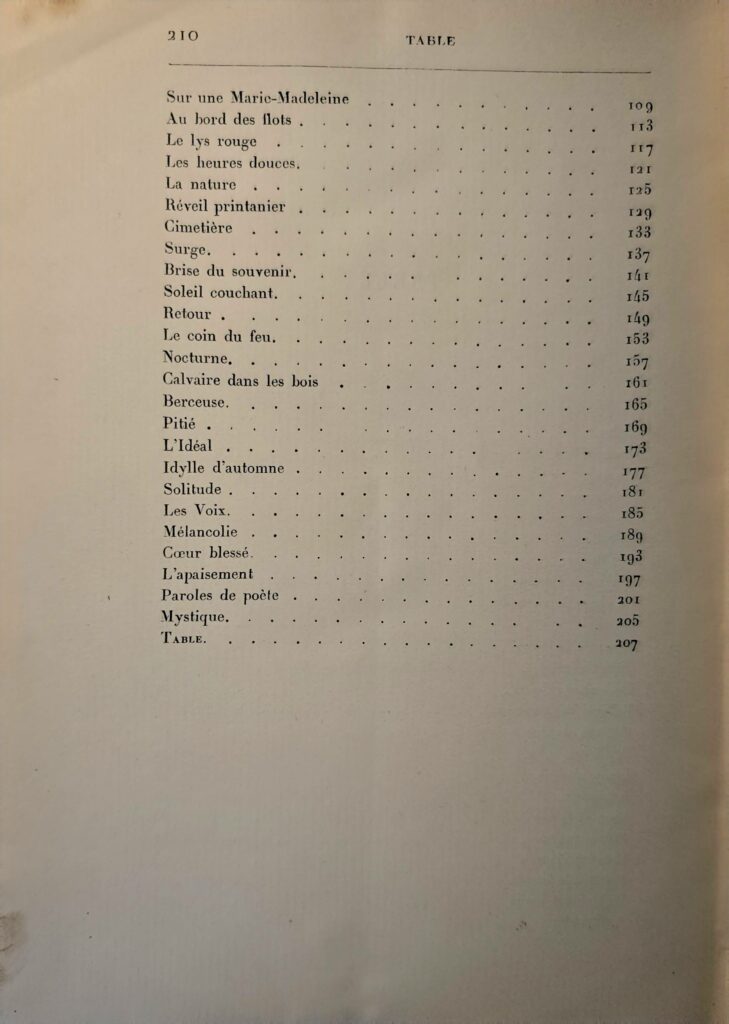 210 TABLE
Sur une Marie-Madeleine . . . . . . . . . . . 109
Au bord des flots . . . . . . . . . . . . . 113
Le lys rouge . . . . . . . . . . . . . . 117
Les heures douces. . . . . . . . . . . . . 121
La nature . . . . . . . . . . . . . . . 125
Réveil printanier . . . . . . . . . . . . . 129
Cimetière . . . . . . . . . . . . . . . 133
Surge. . . . . . . . . . . . . . . . . 137
Brise du souvenir. . . . . . . . . . . . . 141
Soleil couchant. . . . . . . . . . . . . . 145
Retour . . . . . . . . . . . . . . . . 149
Le coin du feu. . . . . . . . . . . . . . 153
Nocturne. . . . . . . . . . . . . . . . 157
Calvaire dans les bois . . . . . . . . . . . 161
Berceuse. . . . . . . . . . . . . . . . 165
Pitié . . . . . . . . . . . . . . . . . 169
L'Idéal . . . . . . . . . . . . . . . . 173
Idylle d'automne . . . . . . . . . . . . . 177
Solitude . . . . . . . . . . . . . . . . 181
Les Voix. . . . . . . . . . . . . . . . 185
Mélancolie . . . . . . . . . . . . . . . 189
Cœur blessé. . . . . . . . . . . . . . . 193
L'apaisement . . . . . . . . . . . . . . 197
Paroles de poète . . . . . . . . . . . . . 201
Mystique. . . . . . . . . . . . . . . . 205
TABLE. . . . . . . . . . . . . . . . . 207